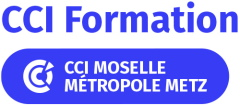 CCI Formation
CCI MOSELLE
MÉTROPOLE METZ